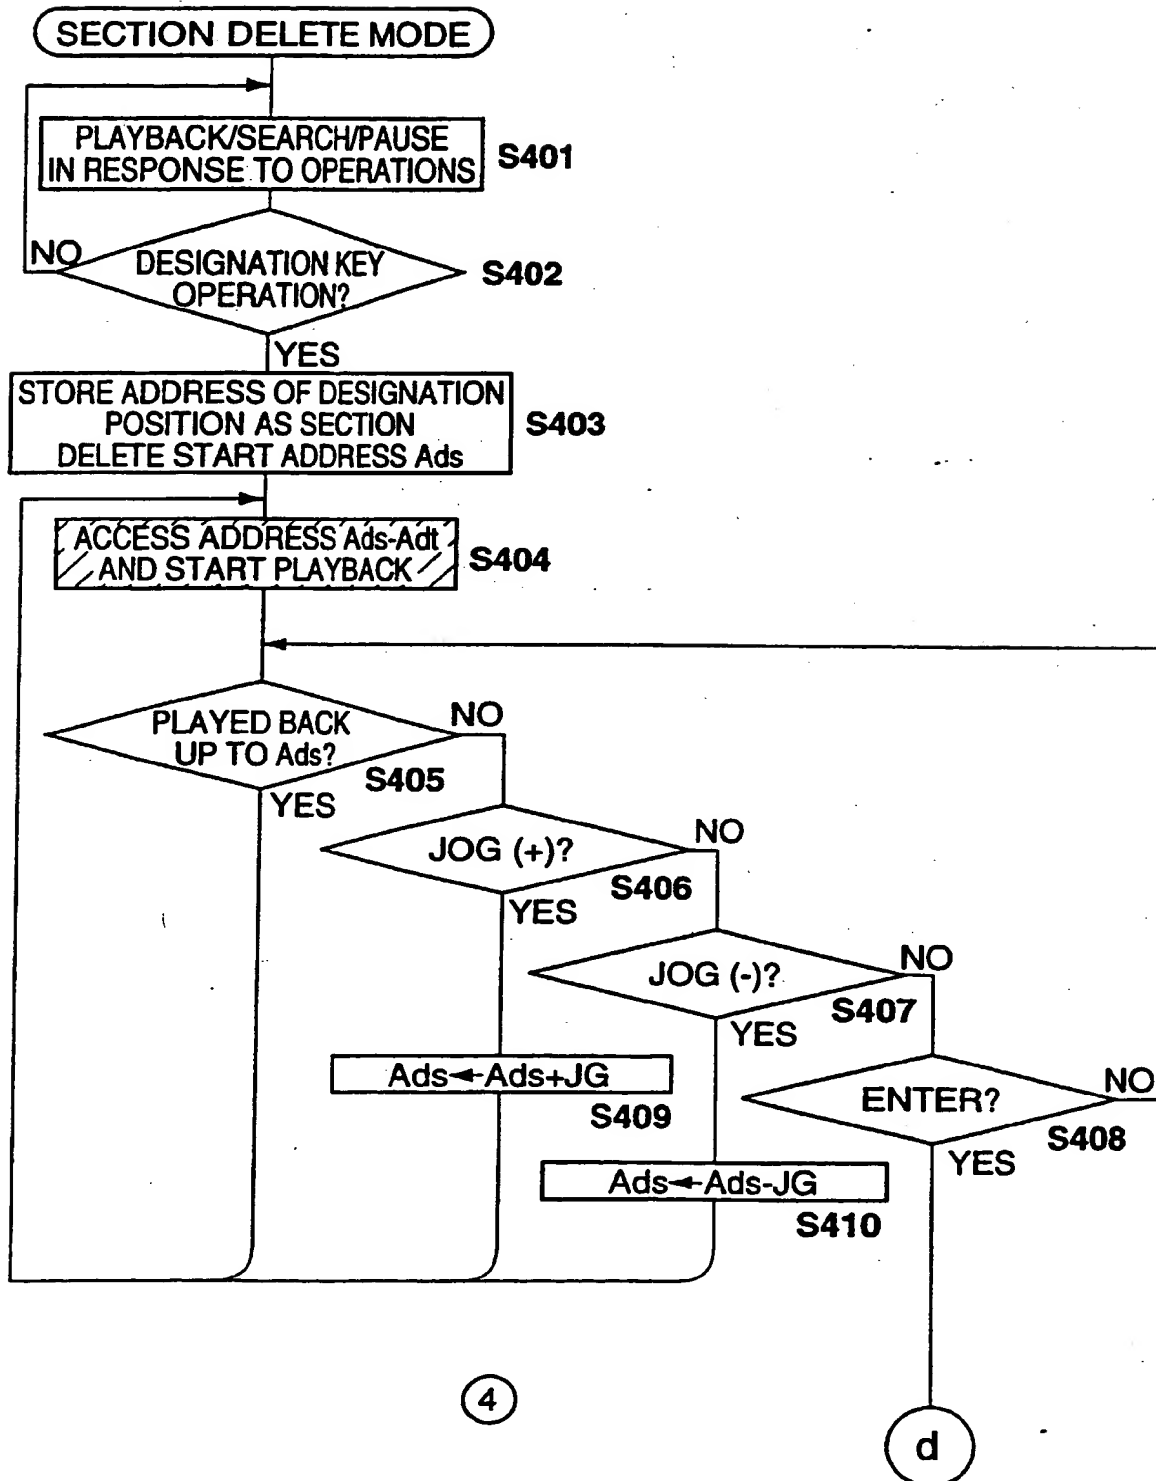 SECTION DELETE MODE
PLAYBACK/SEARCH/PAUSE
IN RESPONSE TO OPERATIONS
S401
NO
DESIGNATION KEY
OPERATION?
S402
YES
STORE ADDRESS OF DESIGNATION
POSITION AS SECTION
DELETE START ADDRESS Ads
S403
ACCESS ADDRESS Ads-Adt
AND START PLAYBACK
S404
PLAYED BACK
UP TO Ads?
NO
S405
YES
JOG (+)?
NO
S406
YES
JOG (-)?
NO
S407
YES
Ads←Ads+JG
S409
ENTER?
NO
S408
YES
Ads←Ads-JG
S410
4
d